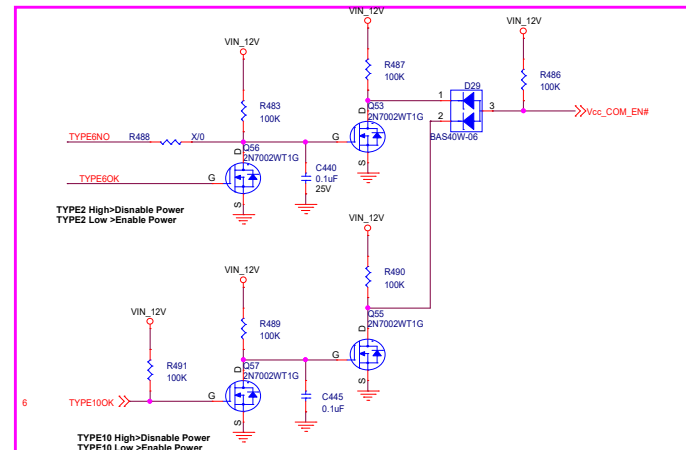 VIN_12V
VIN_12V
VIN_12V
R487
100K
R486
100K
R483
100K
D29
1
2
3
Vcc_COM_EN#
BAS40W-06
Q53
2N7002WT1G
D
G
S
TYPE6NO
R488
X/0
Q56
2N7002WT1G
D
G
S
C440
0.1uF
25V
TYPE6OK
TYPE2 High>Disnable Power
TYPE2 Low >Enable Power
VIN_12V
R490
100K
VIN_12V
R489
100K
VIN_12V
R491
100K
Q55
2N7002WT1G
D
G
S
Q57
2N7002WT1G
D
G
S
C445
0.1uF
6
TYPE10OK
TYPE10 High>Disnable Power
TYPE10 Low >Enable Power